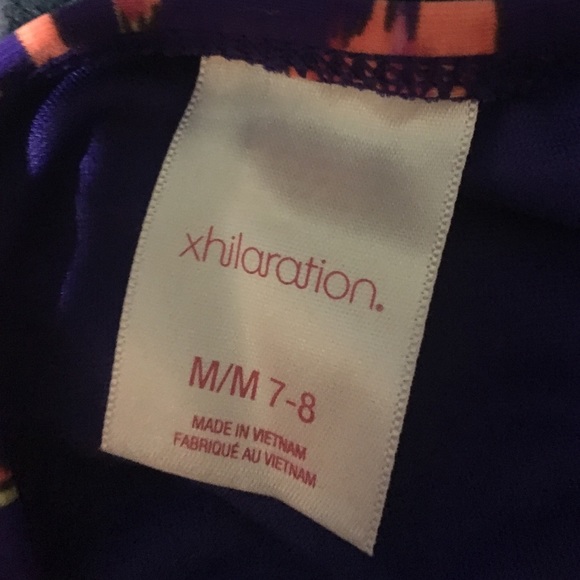 xhilaration.
M/M 7-8
MADE IN VIETNAM
FABRIQUÉ AU VIETNAM